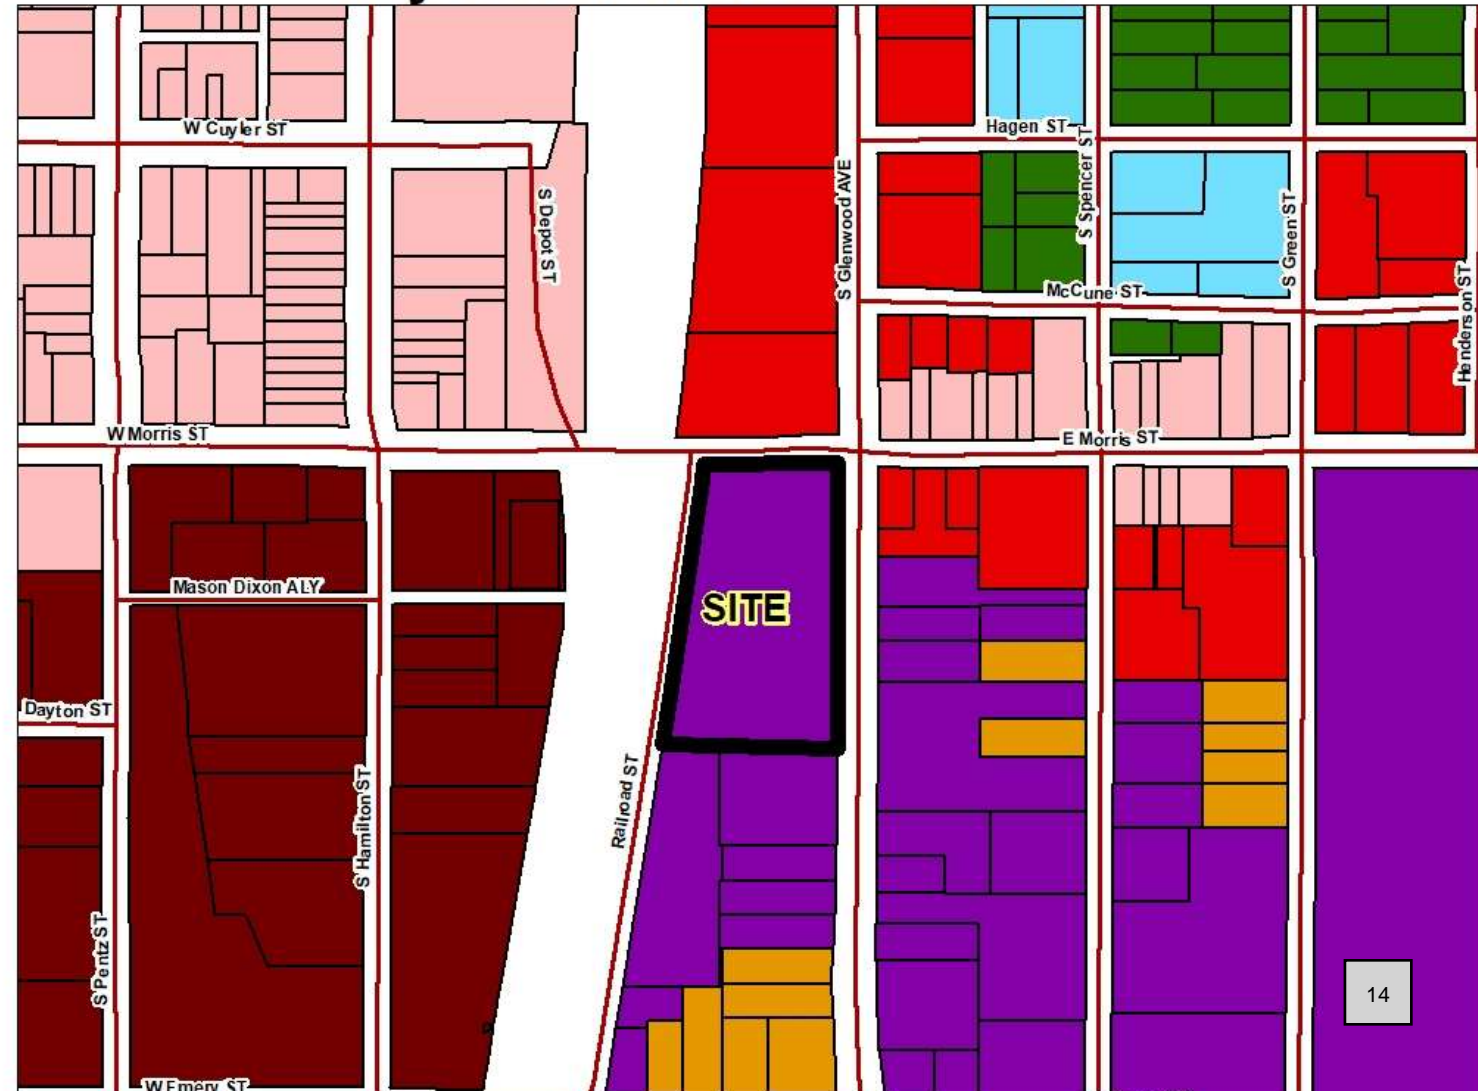 W Cuyler ST
Hagen ST
S Spencer ST
S Glenwood AVE
S Depot ST
S Green ST
McCune ST
Henderson ST
W Morris ST
E Morris ST
Mason Dixon ALY
SITE
Dayton ST
Railroad ST
S Hamilton ST
S Pentz ST
14
W Emery ST